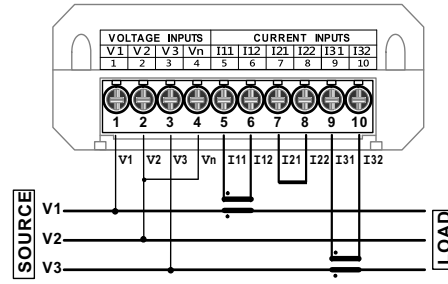 VOLTAGE INPUTS CURRENT INPUTS
V1 V2 V3 Vn I11 I12 I21 I22 I31 I32
1 2 3 4 5 6 7 8 9 10
1 2 3 4 5 6 7 8 9 10
V1 V2 V3 Vn I11 I12 I21 I22 I31 I32
SOURCE
V1
V2
V3
LOAD